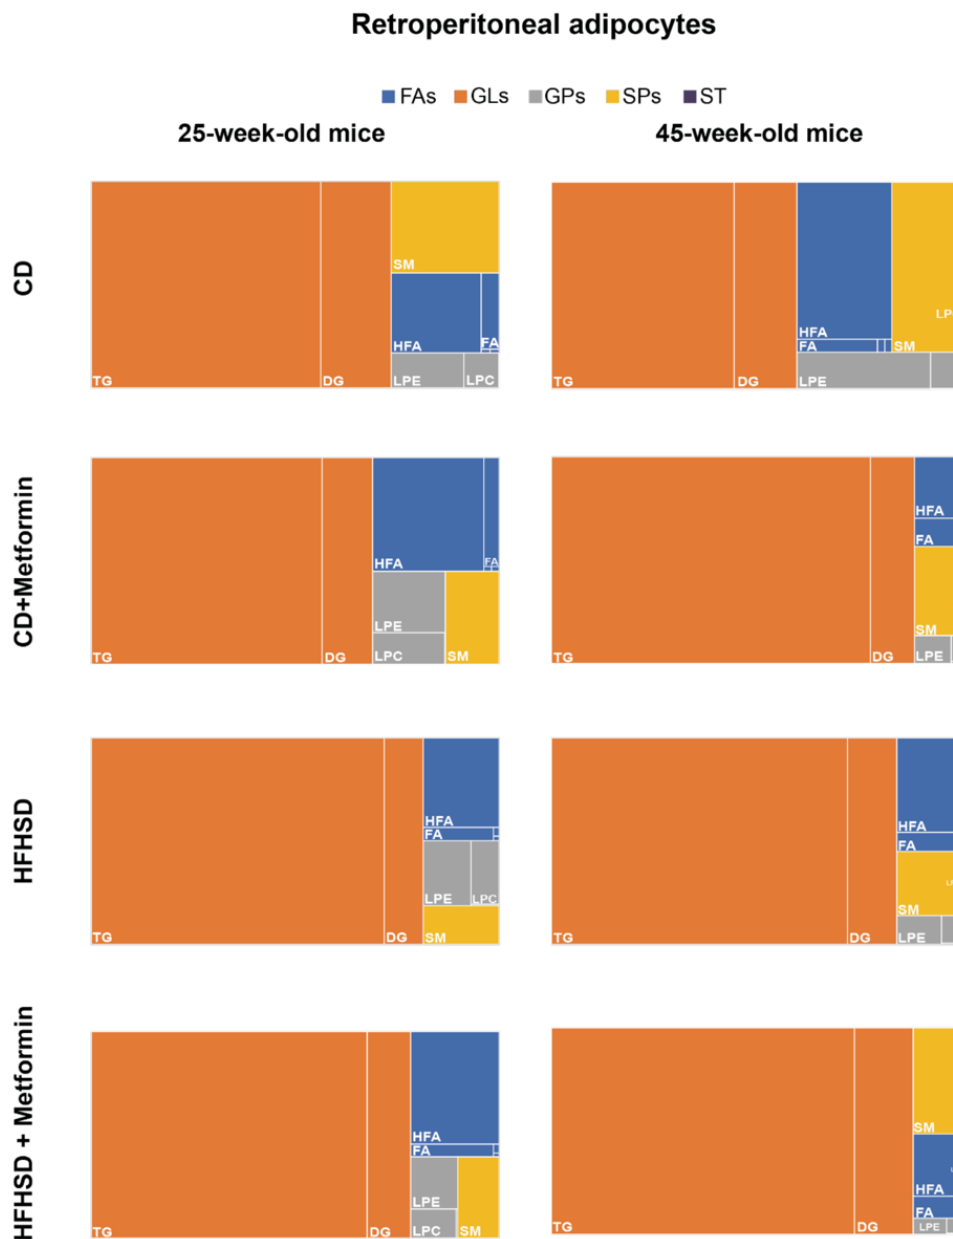 Retroperitoneal adipocytes
FAs GLs GPs SPs ST
25-week-old mice 45-week-old mice
CD
SM
HFA
FA
TG DG LPE LPC
HFA
FA SM
TG DG LPE
CD+Metformin
HFA FA
LPE
TG DG LPC SM
HFA
FA
SM
TG DG LPE
HFHSD
HFA
FA
LPE LPC
TG DG SM
HFA
FA
SM
TG DG LPE
HFHSD + Metformin
HFA
FA
LPE
TG DG LPC SM
SM
HFA
FA
TG DG LPE